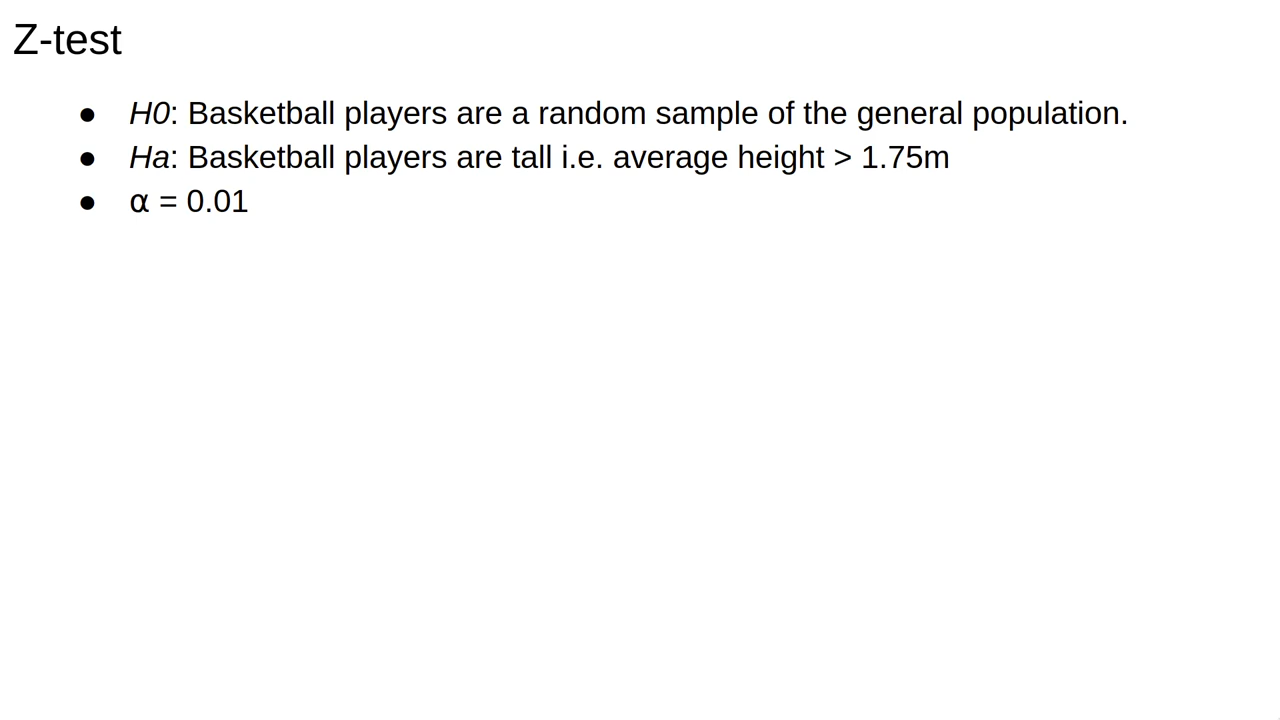 Z-test
● H0: Basketball players are a random sample of the general population.
● Ha: Basketball players are tall i.e. average height > 1.75m
● α = 0.01